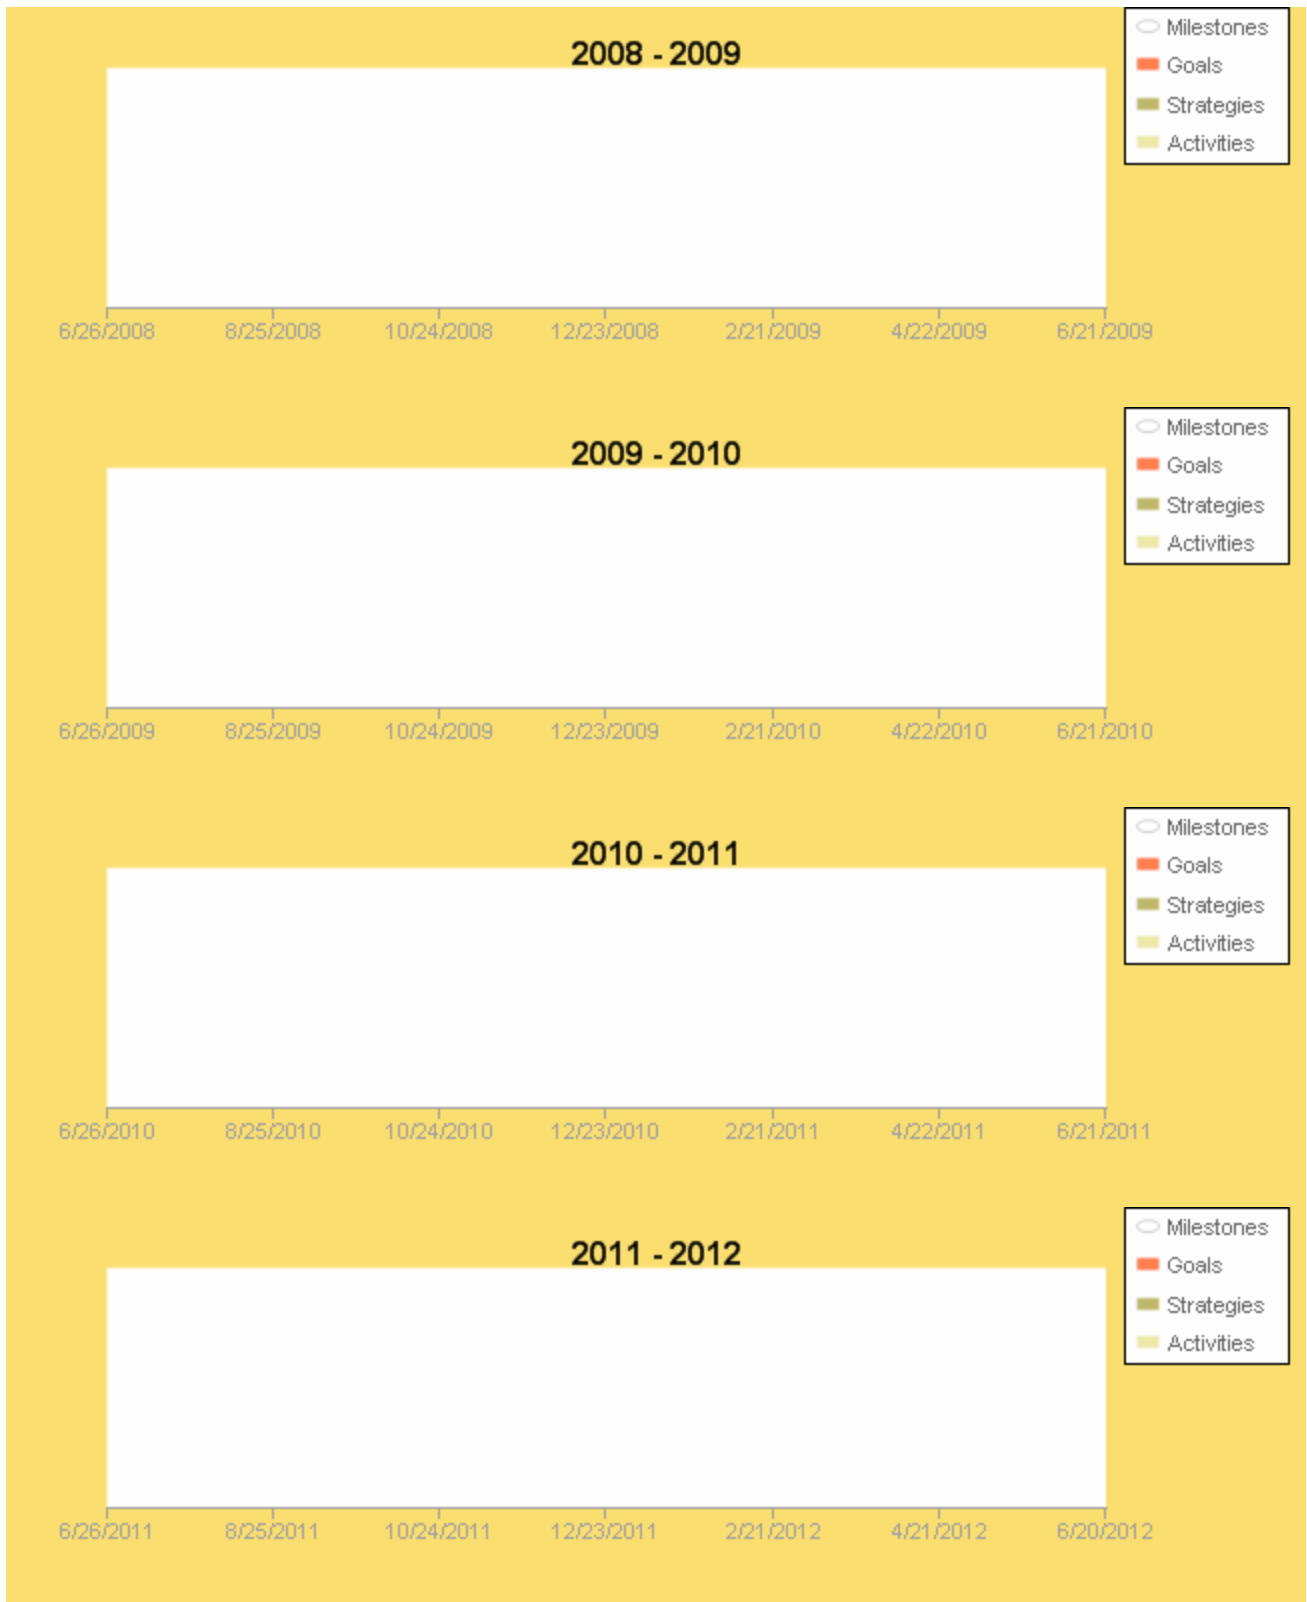 2008 - 2009
Milestones
Goals
Strategies
Activities
6/26/2008 8/25/2008 10/24/2008 12/23/2008 2/21/2009 4/22/2009 6/21/2009
2009 - 2010
Milestones
Goals
Strategies
Activities
6/26/2009 8/25/2009 10/24/2009 12/23/2009 2/21/2010 4/22/2010 6/21/2010
2010 - 2011
Milestones
Goals
Strategies
Activities
6/26/2010 8/25/2010 10/24/2010 12/23/2010 2/21/2011 4/22/2011 6/21/2011
2011 - 2012
Milestones
Goals
Strategies
Activities
6/26/2011 8/25/2011 10/24/2011 12/23/2011 2/21/2012 4/21/2012 6/20/2012